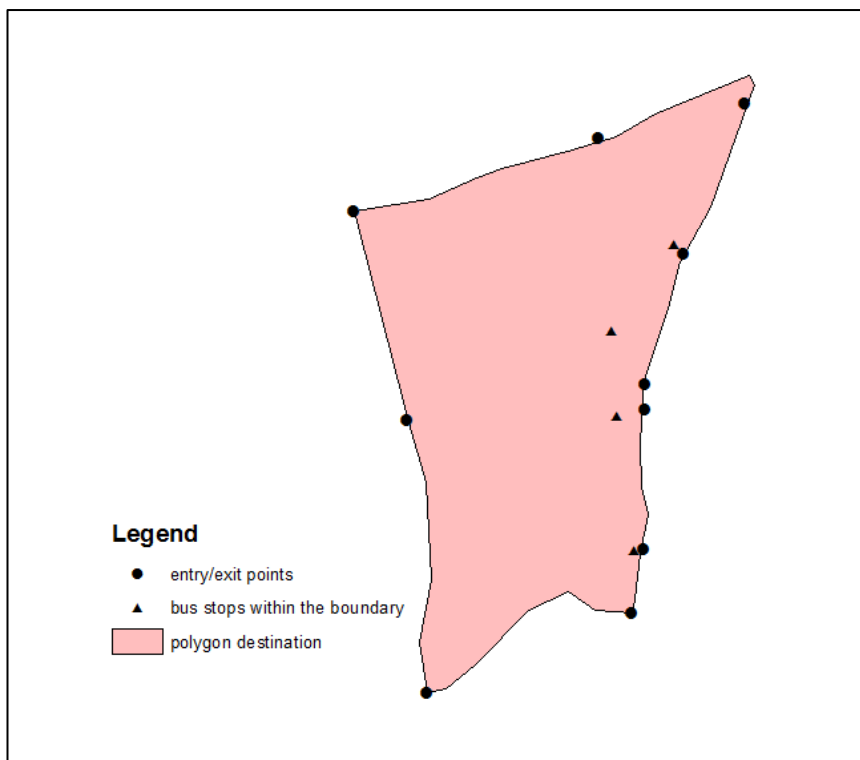 Legend
entry/exit points
bus stops within the boundary
polygon destination